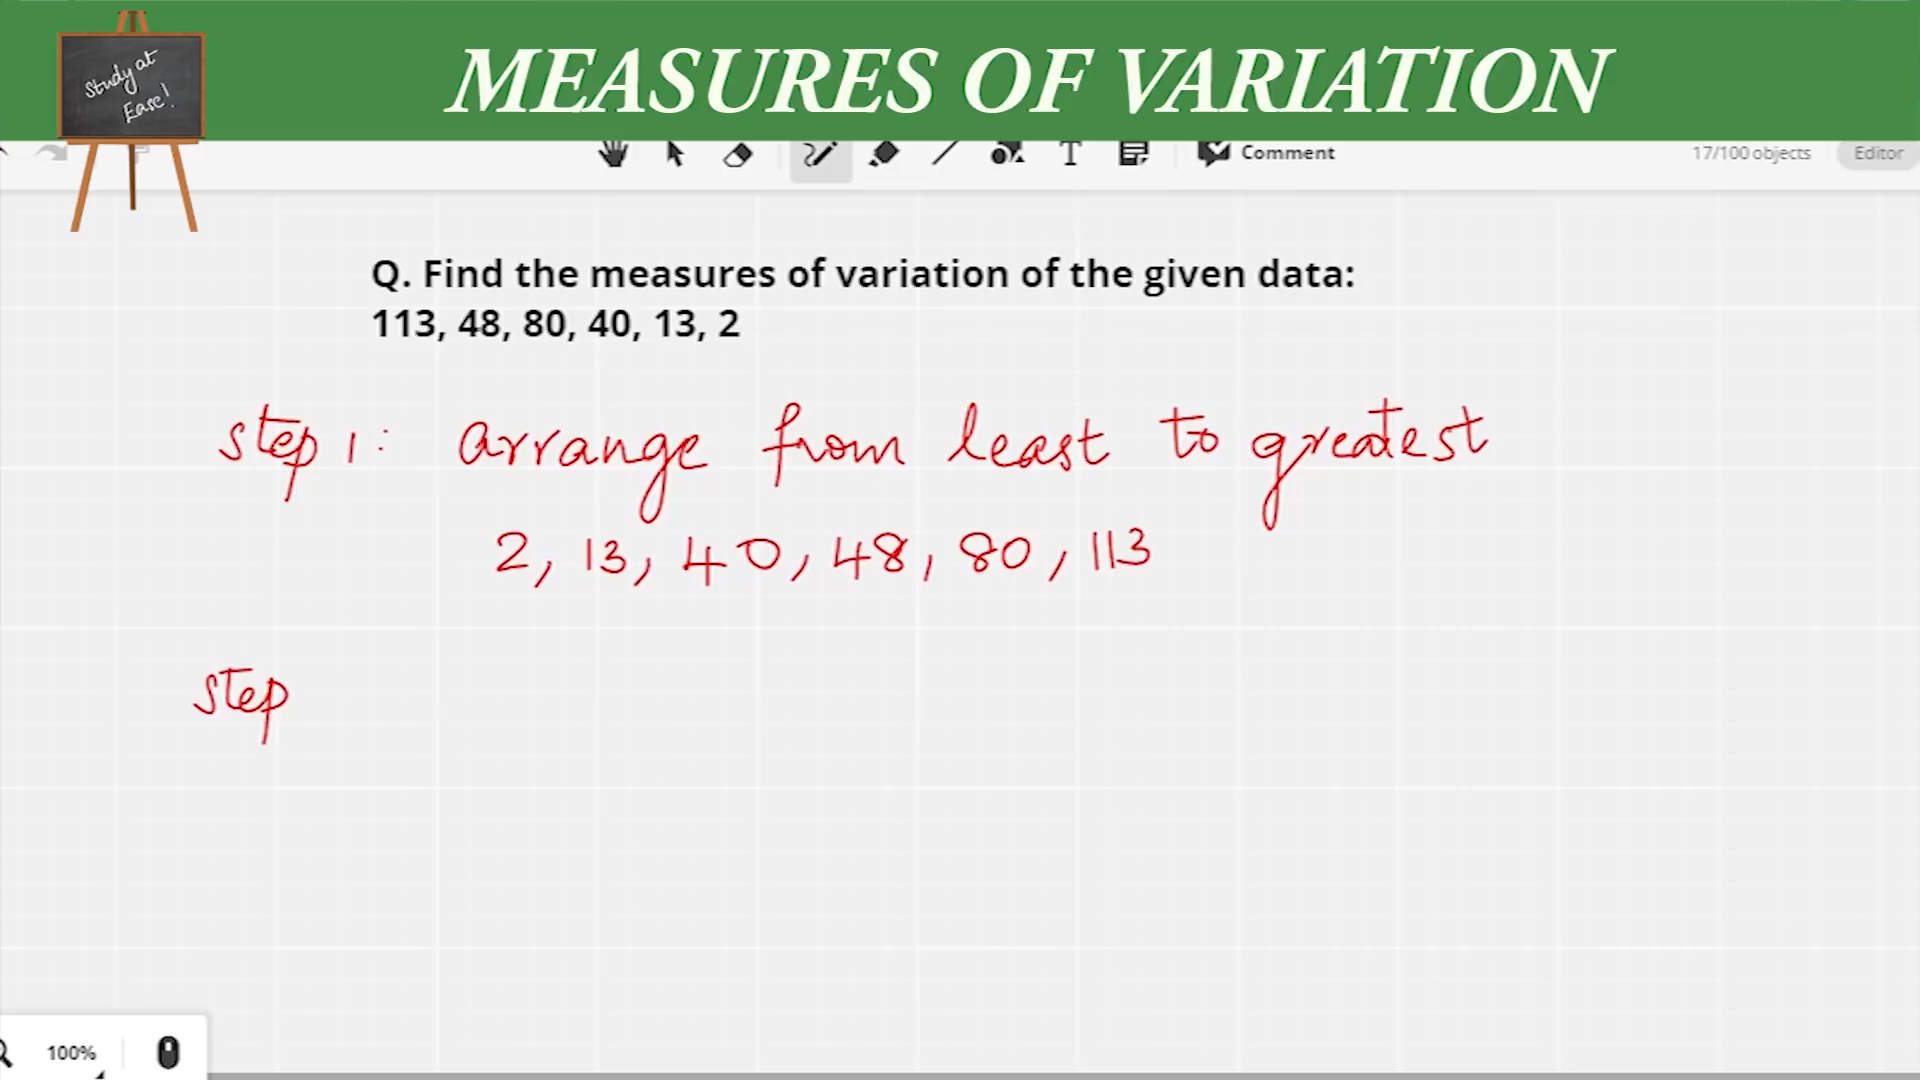 Study at
Ease!
MEASURES OF VARIATION
T
Comment
17/100 objects
Editor
Q. Find the measures of variation of the given data:
113, 48, 80, 40, 13, 2
step 1: arrange from least to greatest
2, 13, 40, 48, 80, 113
step
100%